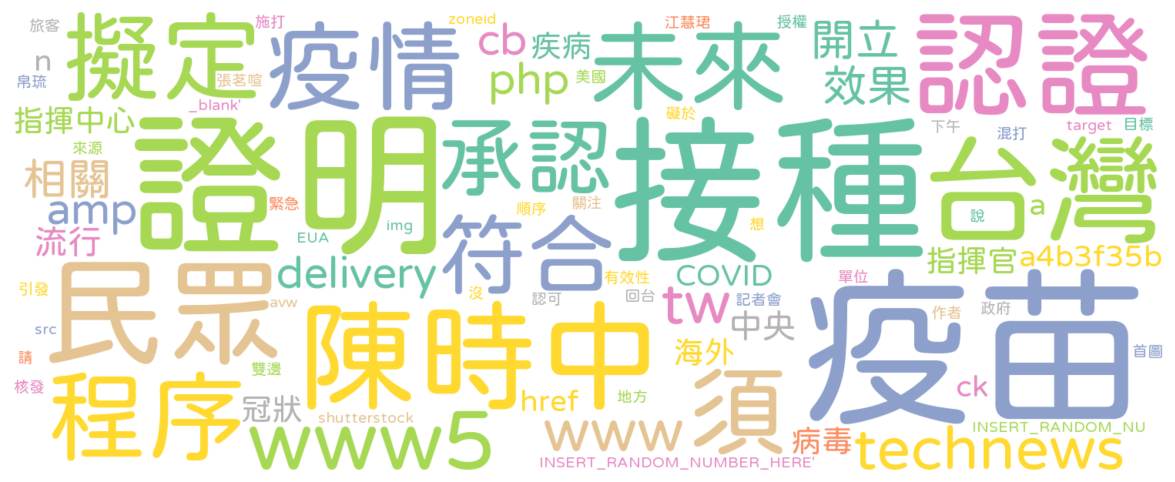 旅客
施打
zoneid
cb
江慧珺
授權
擬定
疫情
未來
開立
認證
n
疾病
帛琉
張茗喧
php
美國
效果
_blank'
指揮中心
礙於
下午
混打
target
目標
來源
證明
承認
接種
台灣
相關
amp
緊急
順序
關注
想
說
a
流行
EUA
img
符合
指揮官
a4b3f35b
delivery
有效性
COVID
單位
民眾
引發
avw
沒
認可
回台
tw
記者會
疫苗
src
陳時中
中央
作者
政府
請
雙邊
海外
首圖
核發
程序
冠狀
href
地方
須
ck
shutterstock
www5
www
病毒
technews
INSERT_RANDOM_NU
INSERT_RANDOM_NUMBER_HERE'